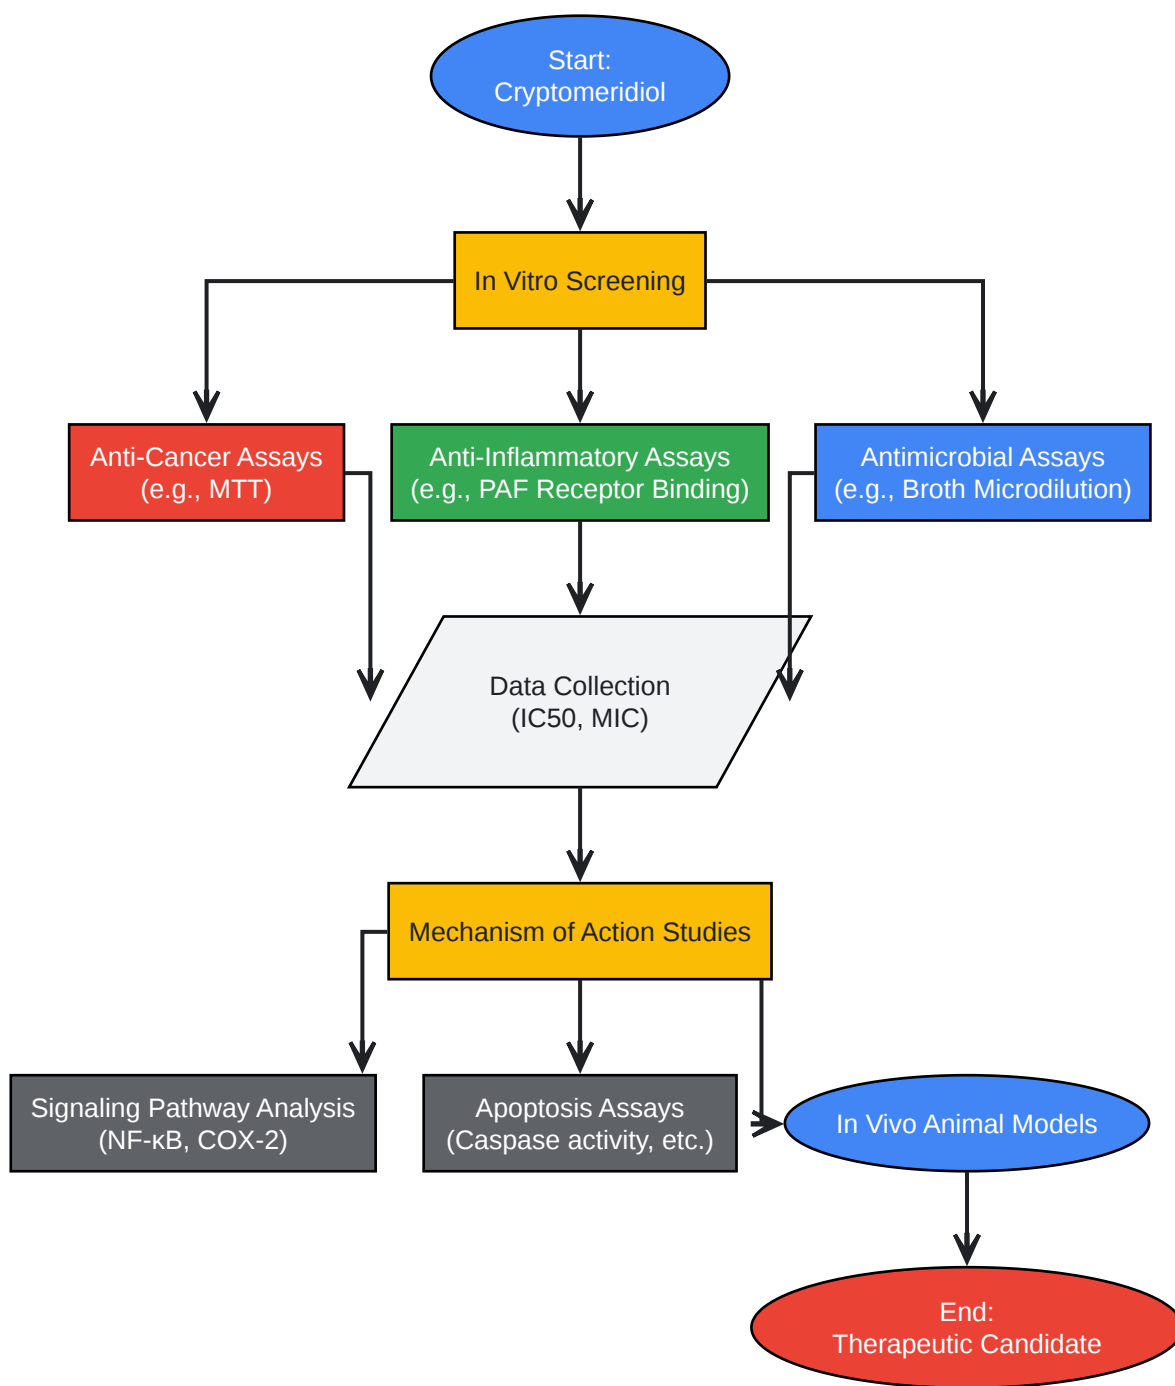 Start:
Cryptomeridiol
In Vitro Screening
Anti-Cancer Assays
(e.g., MTT)
Anti-Inflammatory Assays
(e.g., PAF Receptor Binding)
Antimicrobial Assays
(e.g., Broth Microdilution)
Data Collection
(IC50, MIC)
Mechanism of Action Studies
Signaling Pathway Analysis
(NF-κB, COX-2)
Apoptosis Assays
(Caspase activity, etc.)
In Vivo Animal Models
End:
Therapeutic Candidate